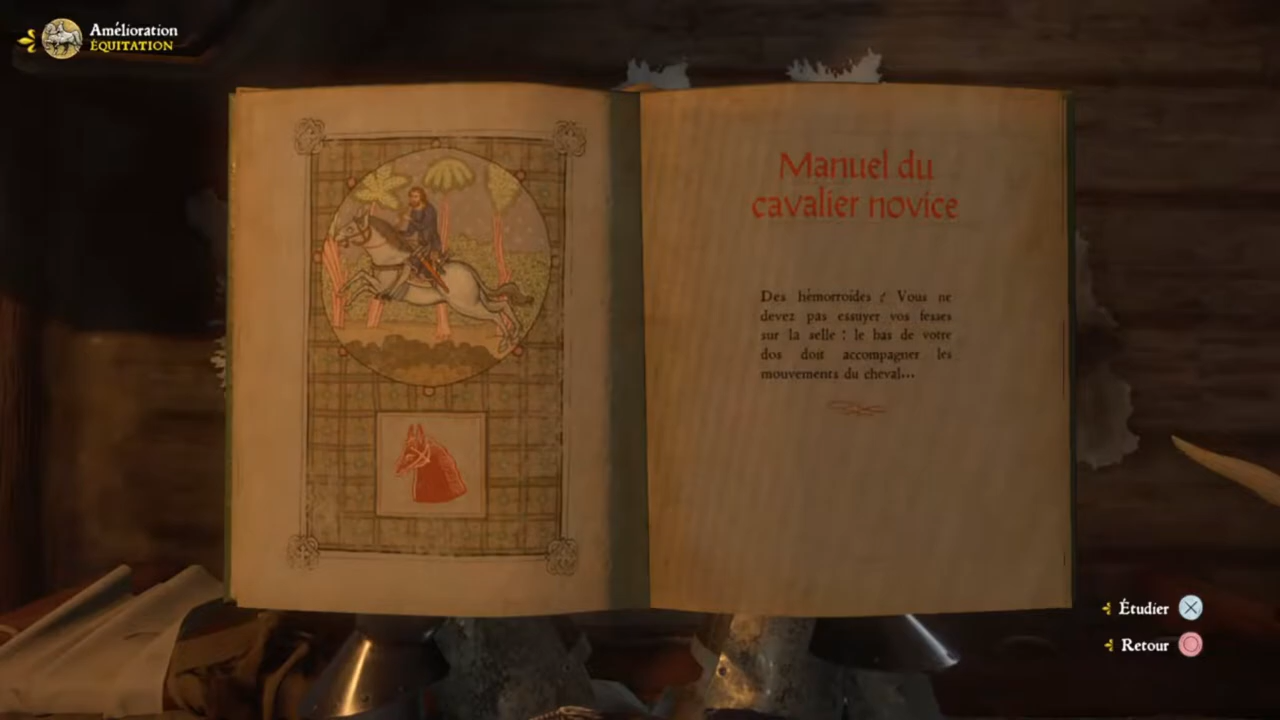 Amélioration
ÉQUITATION
Manuel du
cavalier novice
Des hémorroïdes ? Vous ne
devez pas essuyer vos fesses
sur la selle : le bas de votre
dos doit accompagner les
mouvements du cheval...
Étudier
Retour